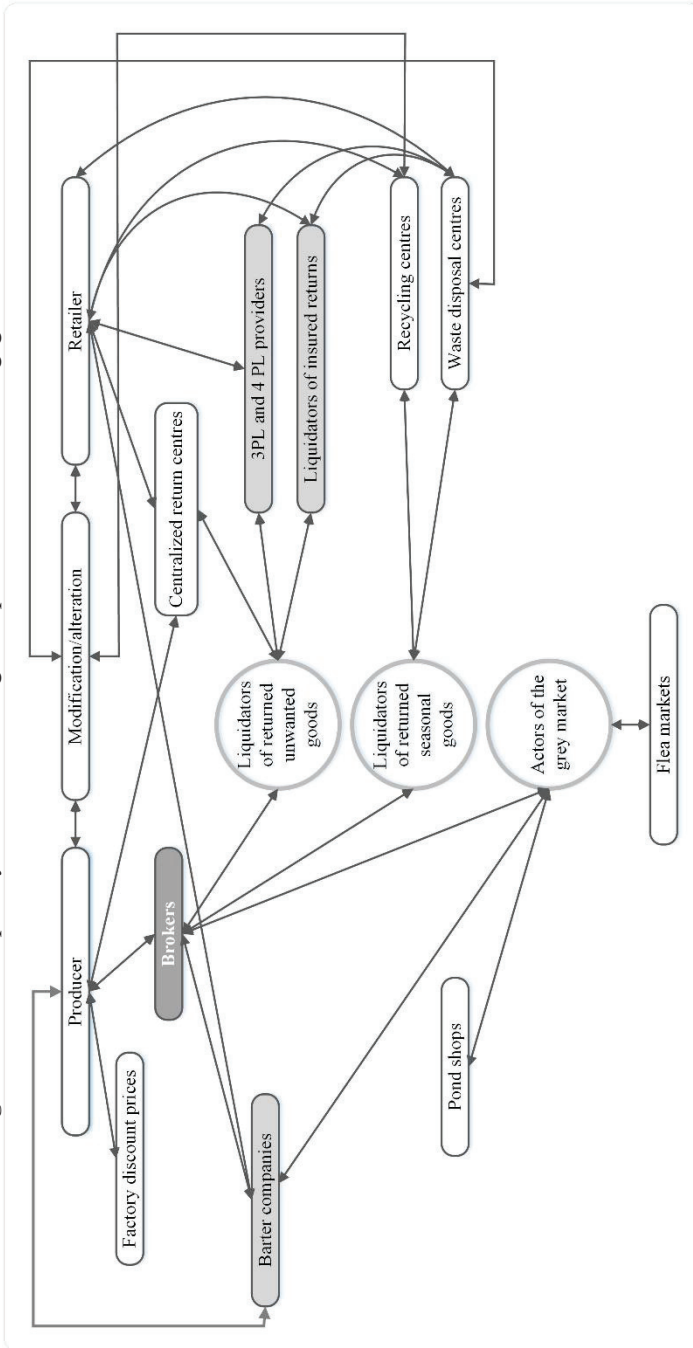 Producer
Modification/alteration
Retailer
Factory discount prices
Brokers
Centralized return centres
Barter companies
Liquidators
of returned
unwanted
goods
3PL and 4 PL providers
Liquidators of insured returns
Liquidators
of returned
seasonal
goods
Recycling centres
Waste disposal centres
Pond shops
Actors of the
grey market
Flea markets